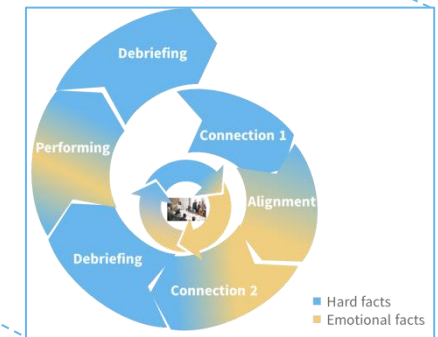 Debriefing
Connection 1
Performing
Alignment
Debriefing
Connection 2
Hard facts
Emotional facts